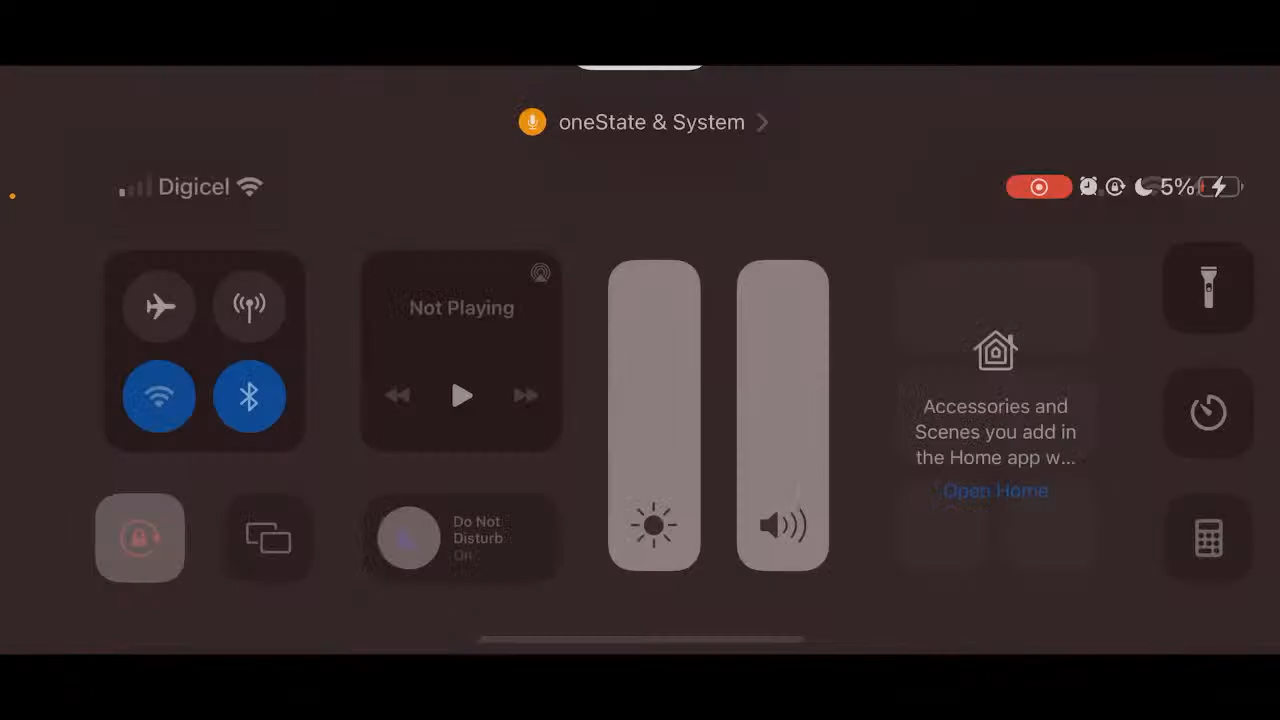 oneState & System
Digicel
5%
Not Playing
Do Not
Disturb
On
Accessories and
Scenes you add in
the Home app w...
Open Home